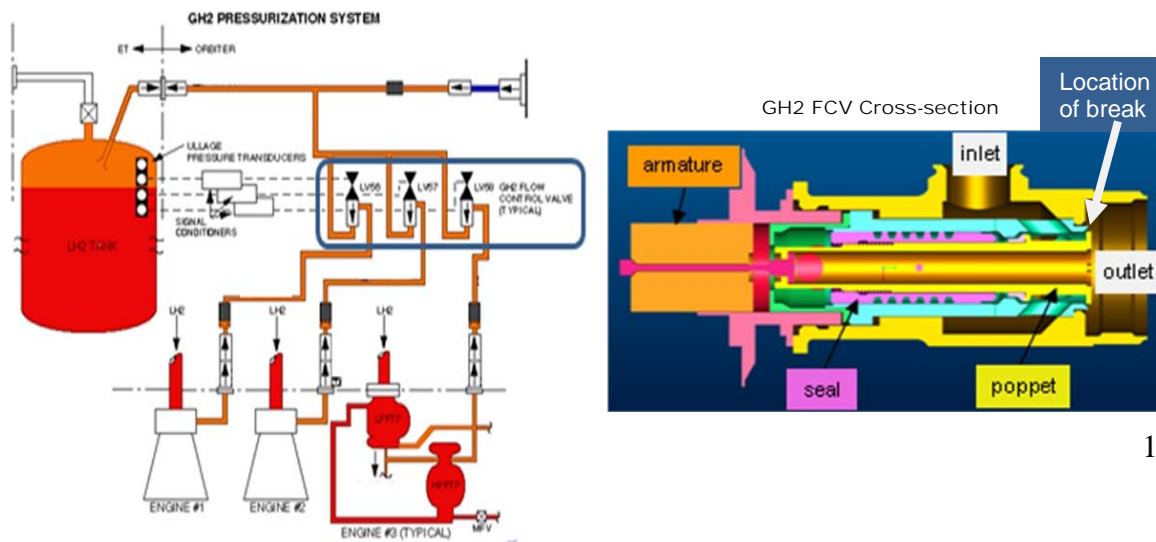 GH2 PRESSURIZATION SYSTEM
ET
ORBITER
ULLAGE
PRESSURE TRANSDUCERS
LV56
LV57
LV58
GH2 FLOW
CONTROL VALVE
(TYPICAL)
SIGNAL
CONDITIONERS
LH2 TANK
LH2
LH2
LH2
LPFTP
HPFTP
MFV
ENGINE #1
ENGINE #2
ENGINE #3 (TYPICAL)
GH2 FCV Cross-section
Location
of break
armature
inlet
outlet
seal
poppet
1